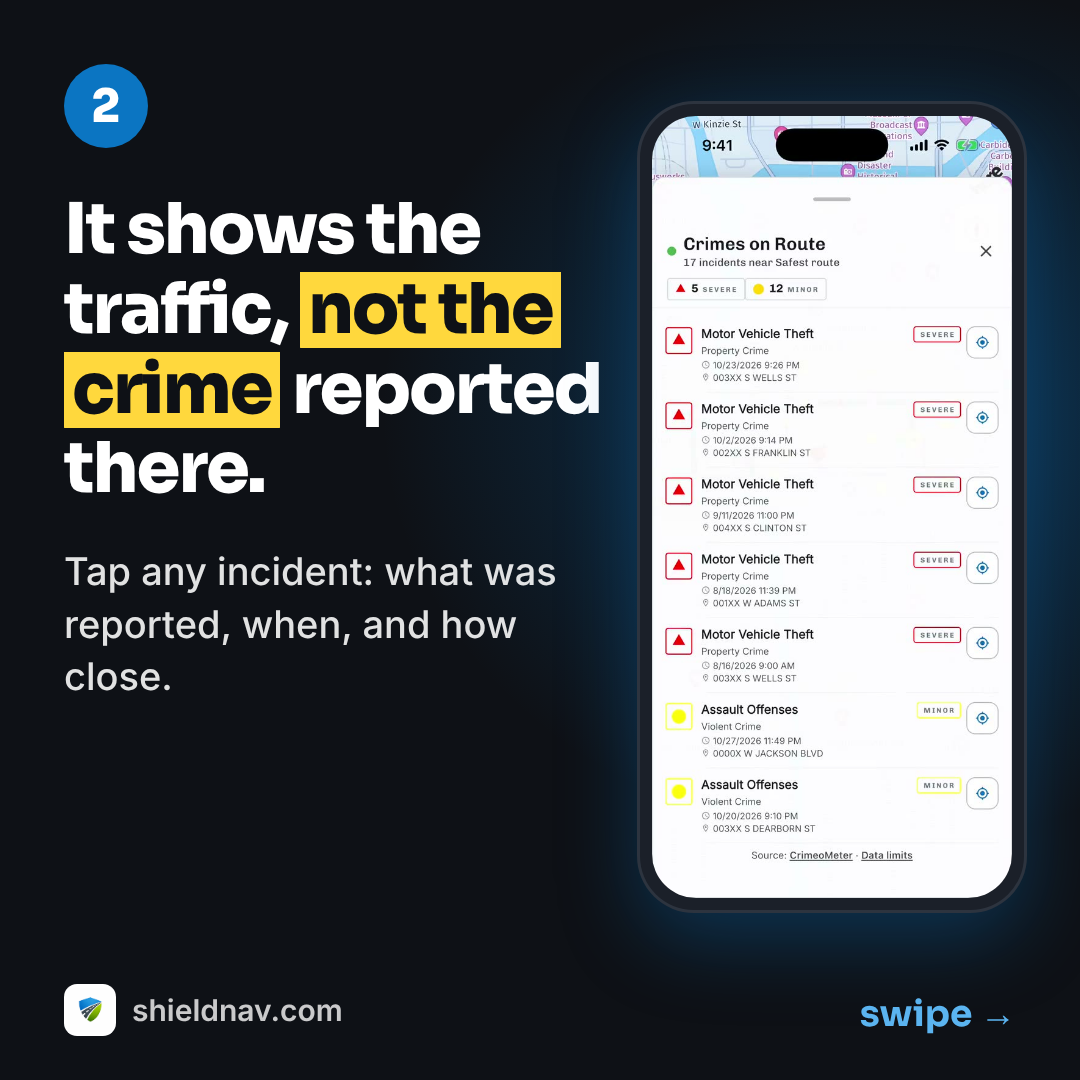 2
It shows the
traffic, not the
crime reported
there.
Tap any incident: what was
reported, when, and how
close.
W Kinzie St
Broadcast
9:41
Disaster
Historical
Crimes on Route
17 incidents near Safest route
5 SEVERE 12 MINOR
Motor Vehicle Theft SEVERE
Property Crime
10/23/2026 9:26 PM
003XX S WELLS ST
Motor Vehicle Theft SEVERE
Property Crime
10/2/2026 9:14 PM
002XX S FRANKLIN ST
Motor Vehicle Theft SEVERE
Property Crime
9/11/2026 11:00 PM
004XX S CLINTON ST
Motor Vehicle Theft SEVERE
Property Crime
8/18/2026 11:39 PM
001XX W ADAMS ST
Motor Vehicle Theft SEVERE
Property Crime
8/16/2026 9:00 AM
003XX S WELLS ST
Assault Offenses MINOR
Violent Crime
10/27/2026 11:49 PM
0000X W JACKSON BLVD
Assault Offenses MINOR
Violent Crime
10/20/2026 9:10 PM
003XX S DEARBORN ST
Source: CrimeoMeter · Data limits
shieldnav.com
swipe →